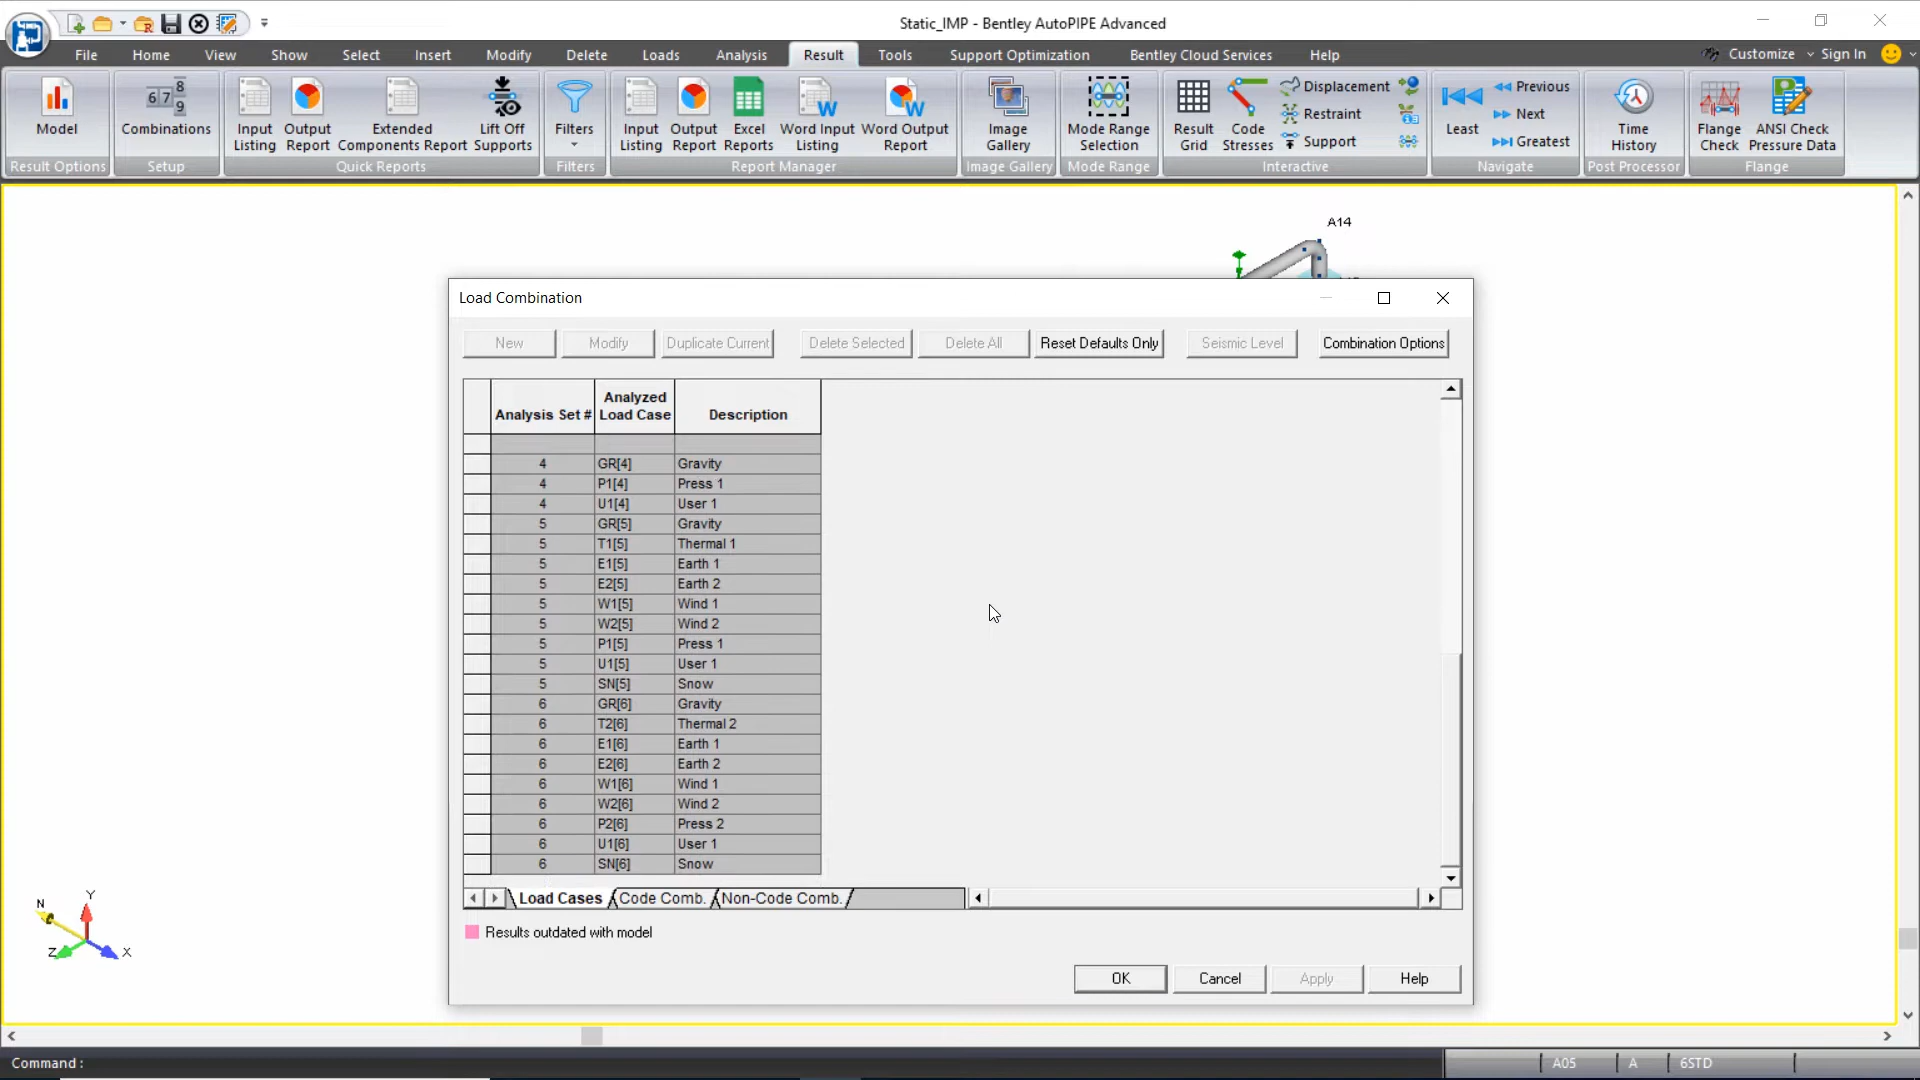 Static_IMP - Bentley AutoPIPE Advanced
File Home View Show Select Insert Modify Delete Loads Analysis Result Tools Support Optimization Bentley Cloud Services Help Customize Sign In
Model
Result Options
Combinations
Setup
Input Listing
Output Report
Extended Components Report
Lift Off Supports
Quick Reports
Filters
Filters
Input Listing
Output Report
Excel Reports
Word Input Listing
Word Output Report
Report Manager
Image Gallery
Image Gallery
Mode Range Selection
Mode Range
Result Grid
Code Stresses
Displacement
Restraint
Support
Interactive
Least
Previous
Next
Greatest
Navigate
Time History
Post Processor
Flange Check
ANSI Check Pressure Data
Flange
A14
Load Combination
New Modify Duplicate Current Delete Selected Delete All Reset Defaults Only Seismic Level Combination Options
Analysis Set # Analyzed Load Case Description
4 GR[4] Gravity
4 P1[4] Press 1
4 U1[4] User 1
5 GR[5] Gravity
5 T1[5] Thermal 1
5 E1[5] Earth 1
5 E2[5] Earth 2
5 W1[5] Wind 1
5 W2[5] Wind 2
5 P1[5] Press 1
5 U1[5] User 1
5 SN[5] Snow
6 GR[6] Gravity
6 T2[6] Thermal 2
6 E1[6] Earth 1
6 E2[6] Earth 2
6 W1[6] Wind 1
6 W2[6] Wind 2
6 P2[6] Press 2
6 U1[6] User 1
6 SN[6] Snow
Load Cases Code Comb. Non-Code Comb.
Results outdated with model
OK Cancel Apply Help
N Y Z X
Command :
A05 A 6STD